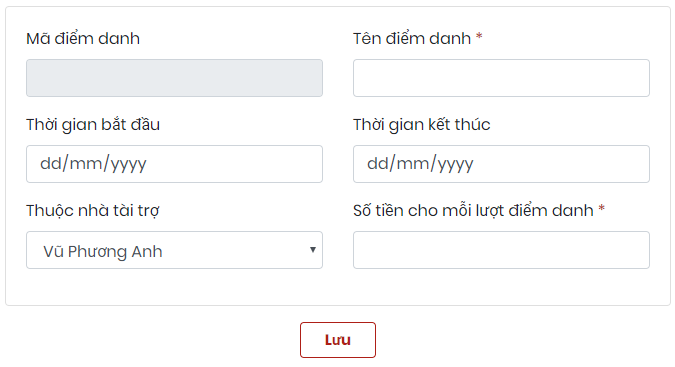 Mã điểm danh
Tên điểm danh *
Thời gian bắt đầu
Thời gian kết thúc
dd/mm/yyyy
dd/mm/yyyy
Thuộc nhà tài trợ
Số tiền cho mỗi lượt điểm danh *
Vũ Phương Anh
Lưu